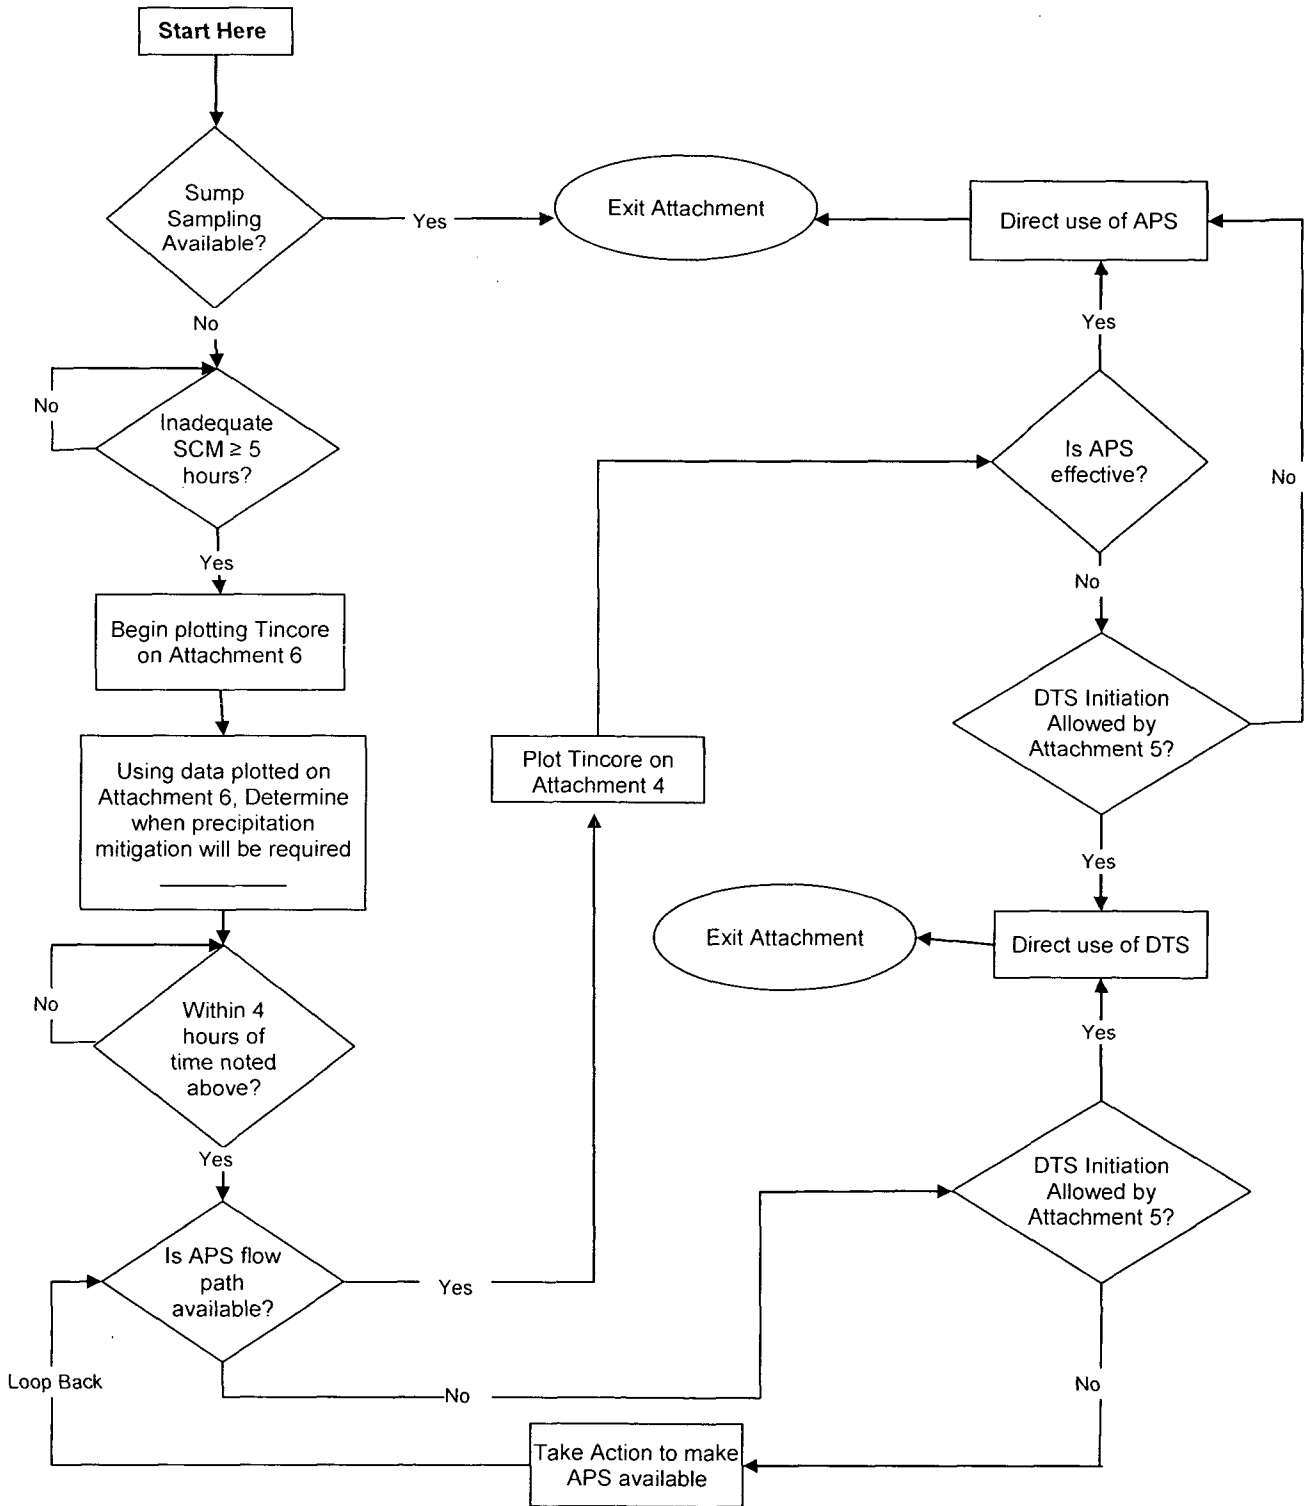 Start Here
Sump
Sampling
Available?
Yes
Exit Attachment
Direct use of APS
No
Yes
No
Inadequate
SCM ≥ 5
hours?
Is APS
effective?
No
Yes
No
Begin plotting Tincore
on Attachment 6
DTS Initiation
Allowed by
Attachment 5?
Using data plotted on
Attachment 6, Determine
when precipitation
mitigation will be required
Plot Tincore on
Attachment 4
Yes
Exit Attachment
Direct use of DTS
No
Within 4
hours of
time noted
above?
Yes
Yes
DTS Initiation
Allowed by
Attachment 5?
Is APS flow
path
available?
Yes
Loop Back
No
No
Take Action to make
APS available